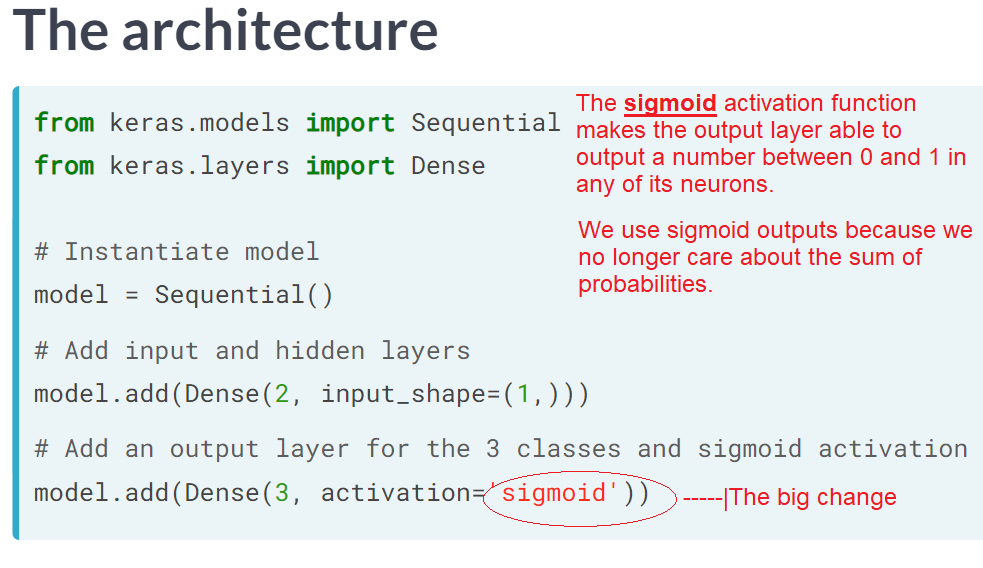 The architecture
from keras.models import Sequential
from keras.layers import Dense
The sigmoid activation function
makes the output layer able to
output a number between 0 and 1 in
any of its neurons.
We use sigmoid outputs because we
no longer care about the sum of
probabilities.
# Instantiate model
model = Sequential()
# Add input and hidden layers
model.add(Dense(2, input_shape=(1,)))
# Add an output layer for the 3 classes and sigmoid activation
model.add(Dense(3, activation='sigmoid')) -----|The big change